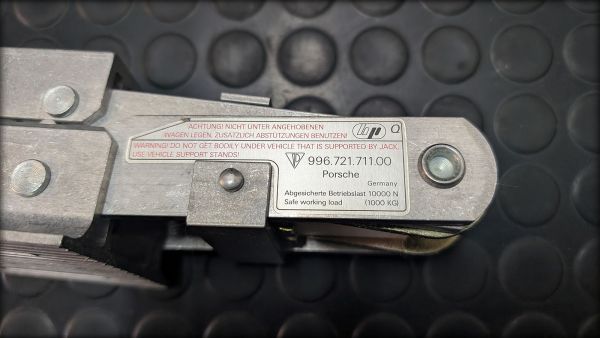 ACHTUNG! NICHT UNTER ANGEHOBENEN
WAGEN LEGEN. ZUSÄTZLICH ABSTÜTZUNGEN BENUTZEN!
WARNING! DO NOT GET BODILY UNDER VEHICLE THAT IS SUPPORTED BY JACK.
USE VEHICLE SUPPORT STANDS!
bp Q
996.721.711.00
Porsche
Germany
Abgesicherte Betriebslast 10000 N
Safe working load (1000 KG)